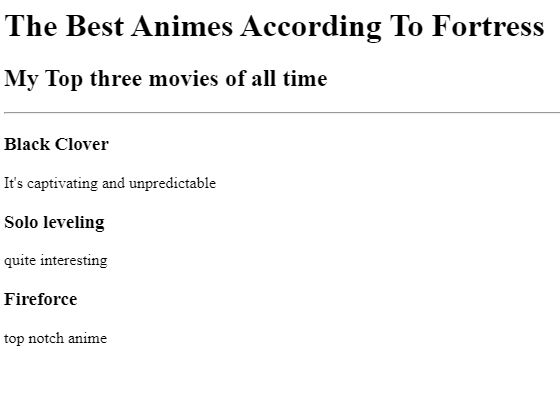 The Best Animes According To Fortress
My Top three movies of all time
Black Clover
It's captivating and unpredictable
Solo leveling
quite interesting
Fireforce
top notch anime